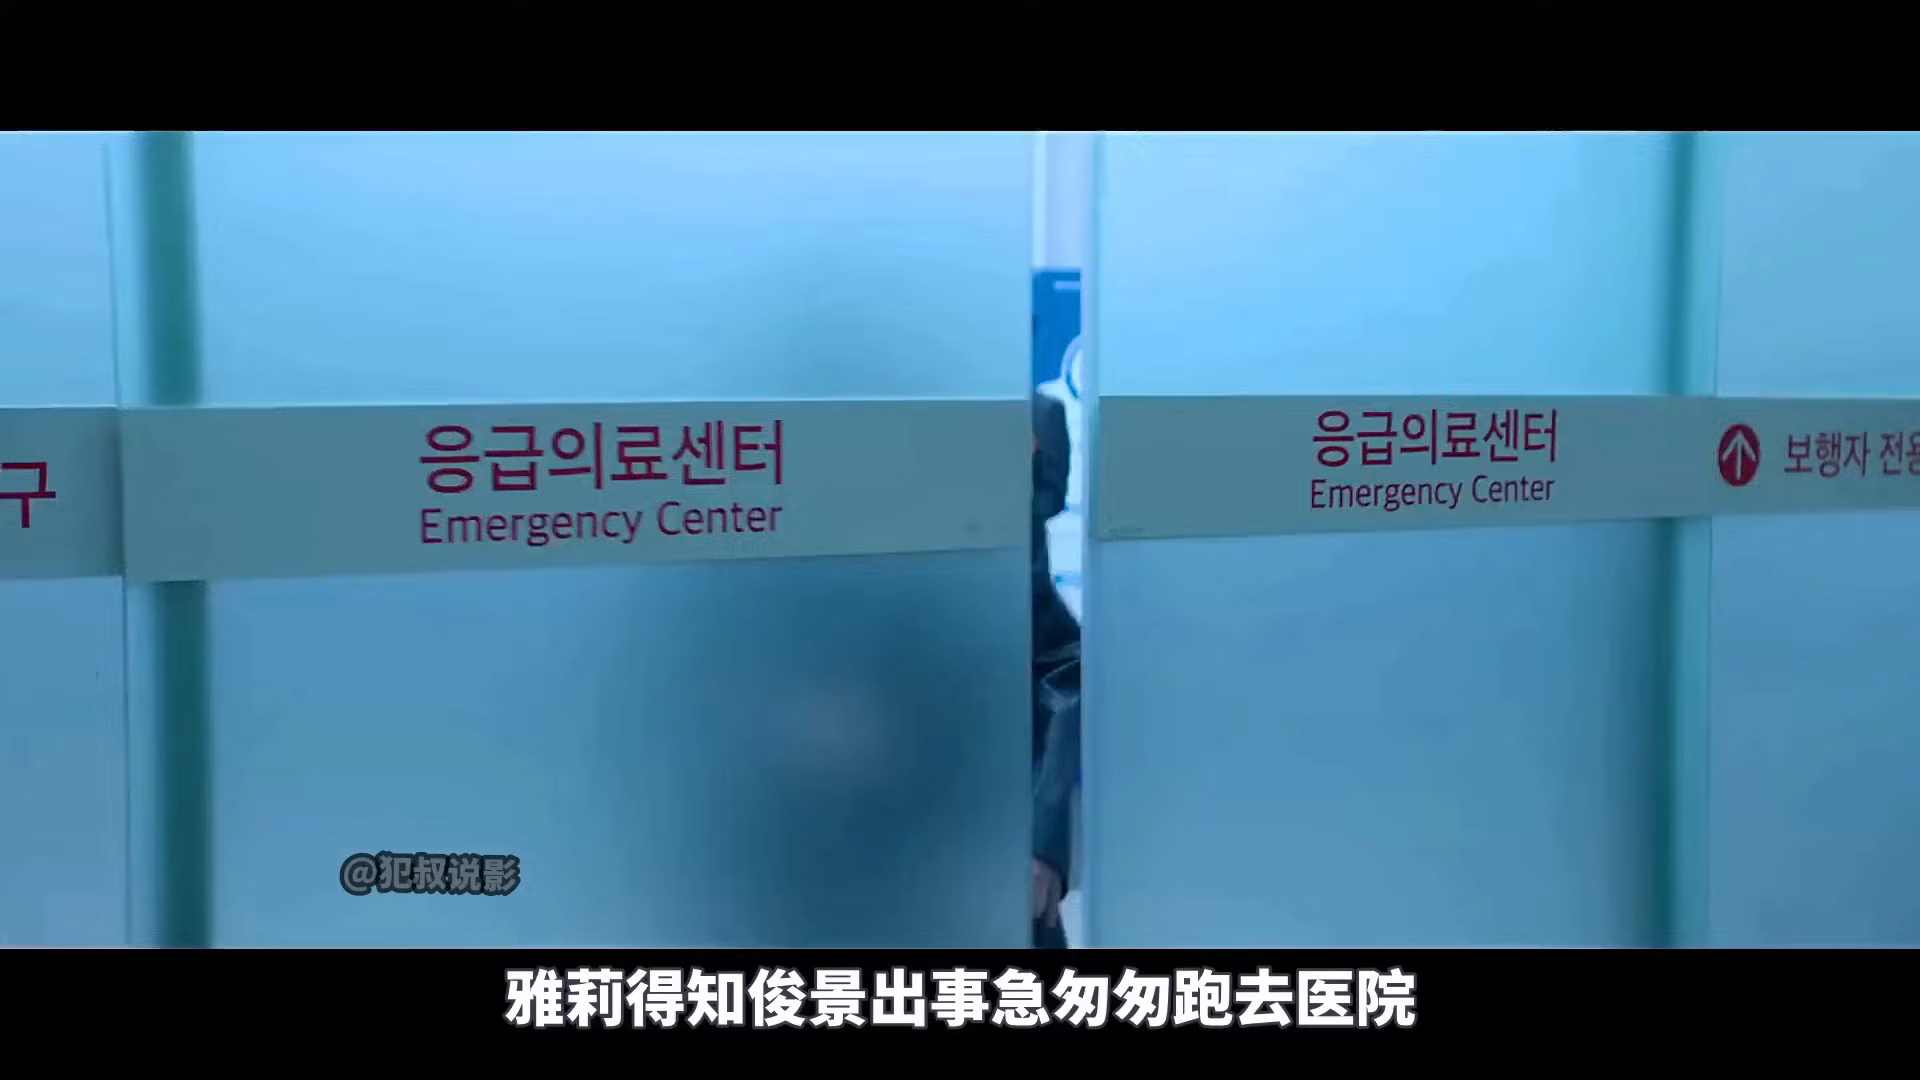 구
응급의료센터
Emergency Center
응급의료센터
Emergency Center
보행자 전용
@犯叔说影
雅莉得知俊景出事急匆匆跑去医院